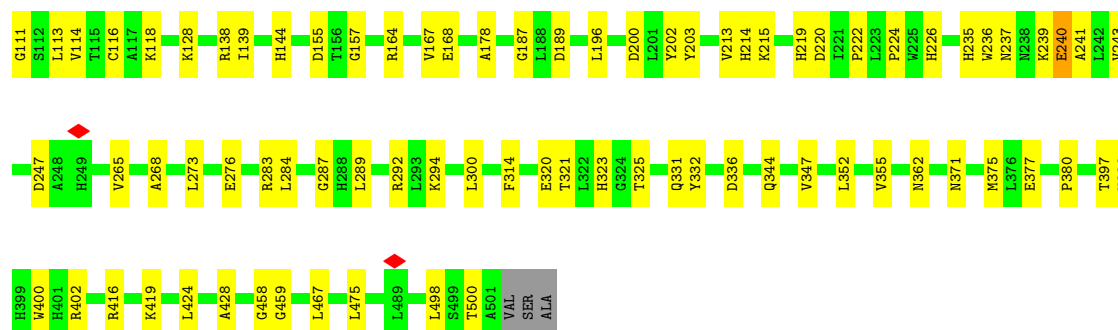 G111 S112 L113 V114 T115 C116 A117 K118 K128 R138 I139 H144 D155 T156 G157 R164 V167 E168 A178 G187 L188 D189 L196 D200 L201 Y202 Y203 V213 H214 K215 H219 D220 I221 P222 L223 P224 W225 H226 H235 W236 N237 N238 K239 E240 A241 L242 V243
D247 A248 H249 V265 A268 L273 E276 R283 L284 G287 H288 L289 R292 L293 K294 L300 F314 E320 T321 L322 H323 G324 T325 Q331 Y332 D336 Q344 V347 L352 V355 N362 N371 M375 L376 E377 P380 T397
H399 W400 H401 R402 R416 K419 L424 A428 G458 G459 L467 L475 L489 L498 S499 T500 A501 VAL SER ALA